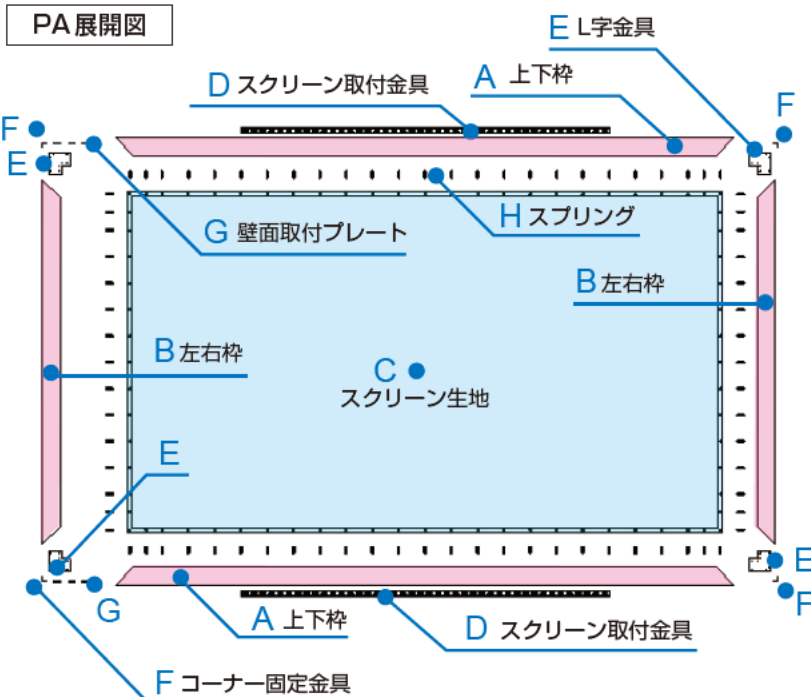 PA展開図
E L字金具
D スクリーン取付金具
A 上下枠
F
F
E
G 壁面取付プレート
H スプリング
B 左右枠
B 左右枠
C
スクリーン生地
E
E
G
F
A 上下枠
D スクリーン取付金具
F コーナー固定金具